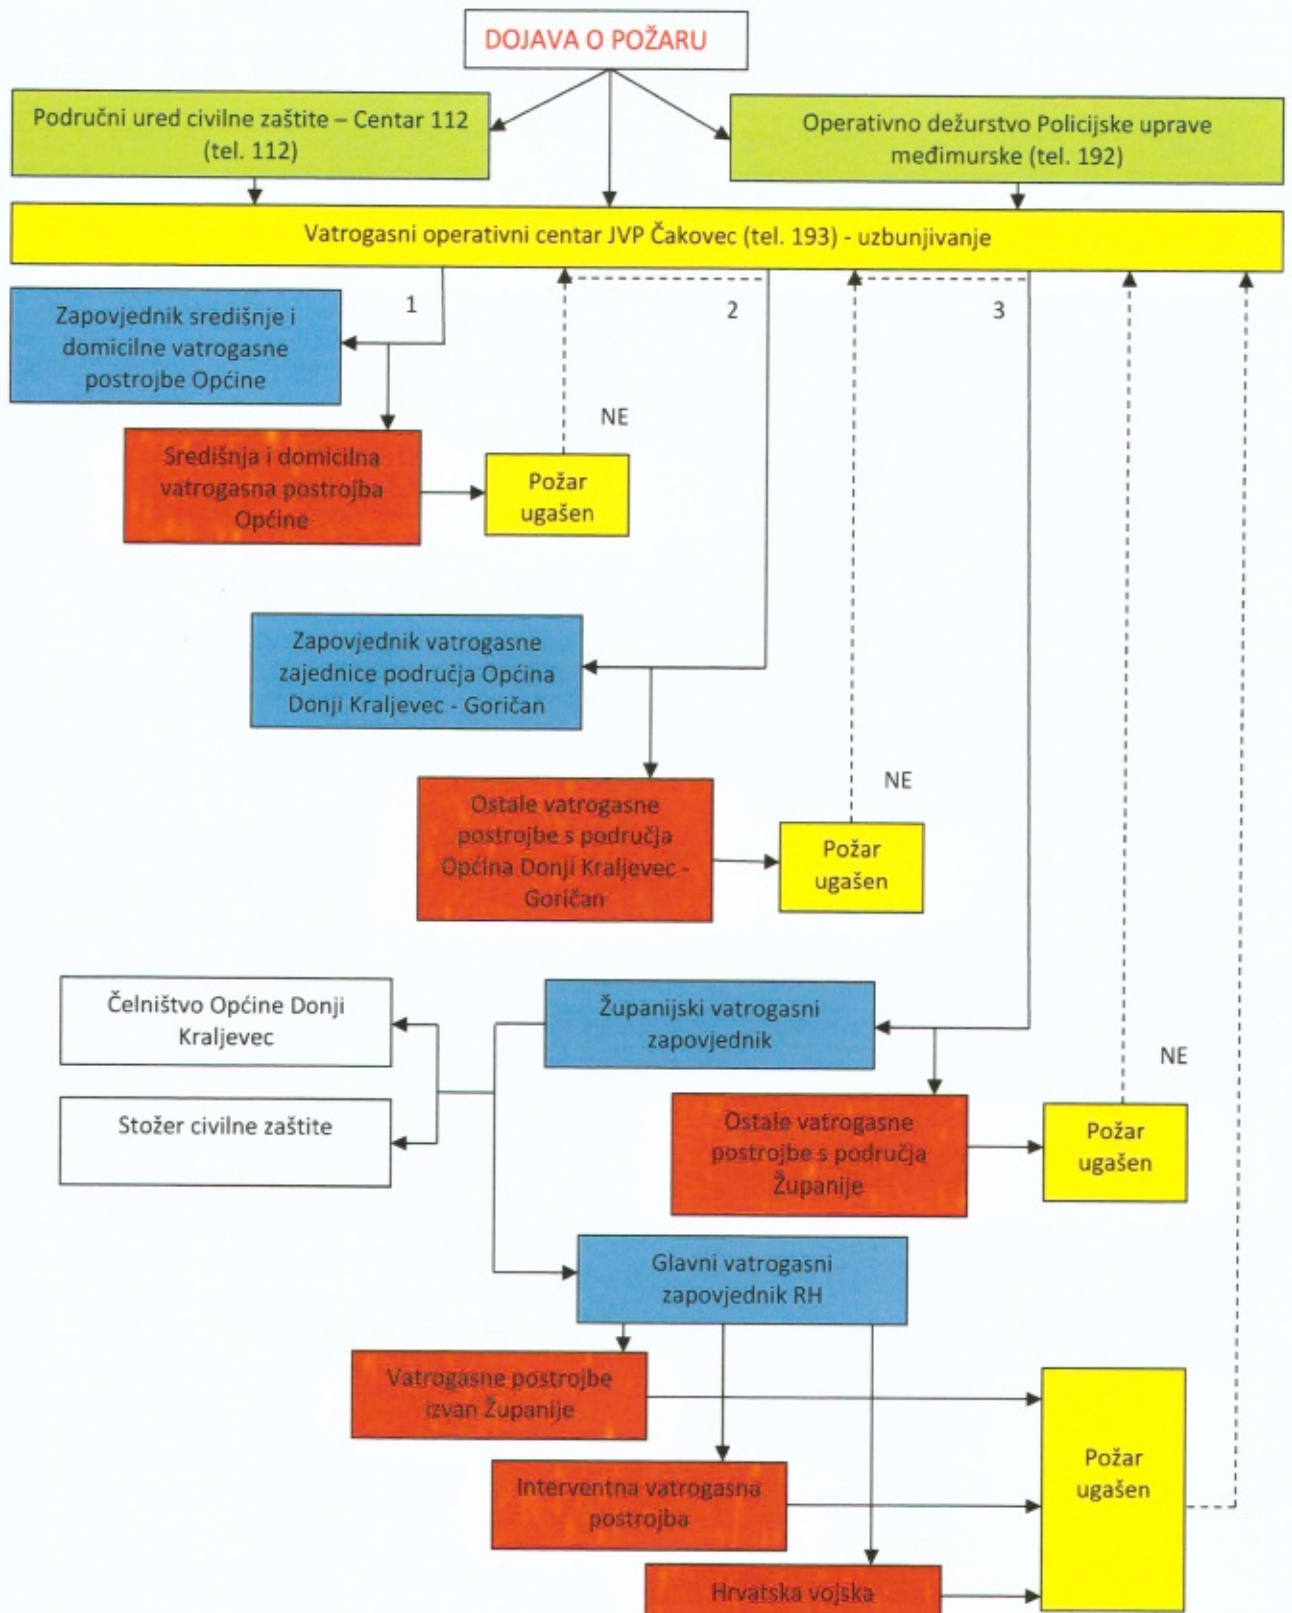 DOJAVA O POŽARU
Područni ured civilne zaštite – Centar 112
(tel. 112)
Operativno dežurstvo Policijske uprave
međimurske (tel. 192)
Vatrogasni operativni centar JVP Čakovec (tel. 193) - uzbunjivanje
1
2
3
Zapovjednik središnje i
domicilne vatrogasne
postrojbe Općine
NE
Središnja i domicilna
vatrogasna postrojba
Općine
Požar
ugašen
Zapovjednik vatrogasne
zajednice područja Općina
Donji Kraljevec - Goričan
NE
Ostale vatrogasne
postrojbe s područja
Općina Donji Kraljevec -
Goričan
Požar
ugašen
Čelništvo Općine Donji
Kraljevec
Županijski vatrogasni
zapovjednik
NE
Stožer civilne zaštite
Ostale vatrogasne
postrojbe s područja
Županije
Požar
ugašen
Glavni vatrogasni
zapovjednik RH
Vatrogasne postrojbe
izvan Županije
Interventna vatrogasna
postrojba
Požar
ugašen
Hrvatska vojska